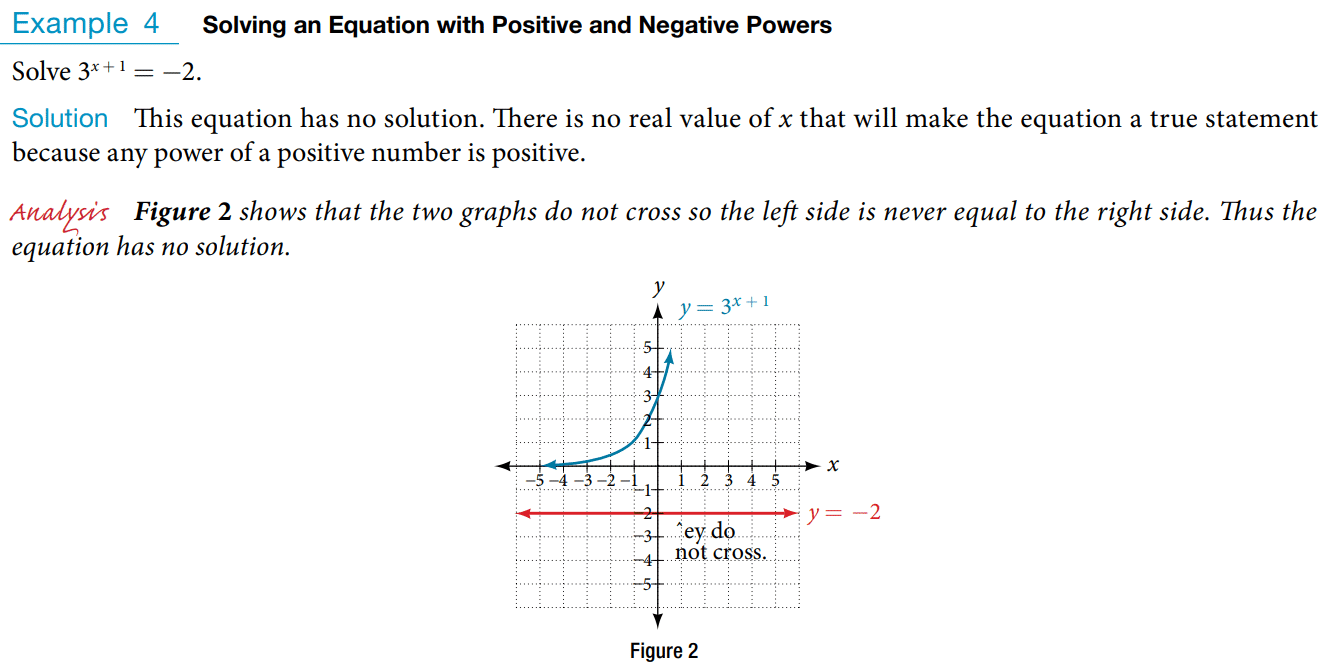 Example 4 Solving an Equation with Positive and Negative Powers
Solve 3^{x + 1} = −2.
Solution This equation has no solution. There is no real value of x that will make the equation a true statement
because any power of a positive number is positive.
Analysis Figure 2 shows that the two graphs do not cross so the left side is never equal to the right side. Thus the
equation has no solution.
y
y = 3^{x + 1}
5
4
3
2
1
x
−5 −4 −3 −2 −1 1 2 3 4 5
−1
−2
y = −2
−3
ˆey do
not cross.
−4
−5
Figure 2